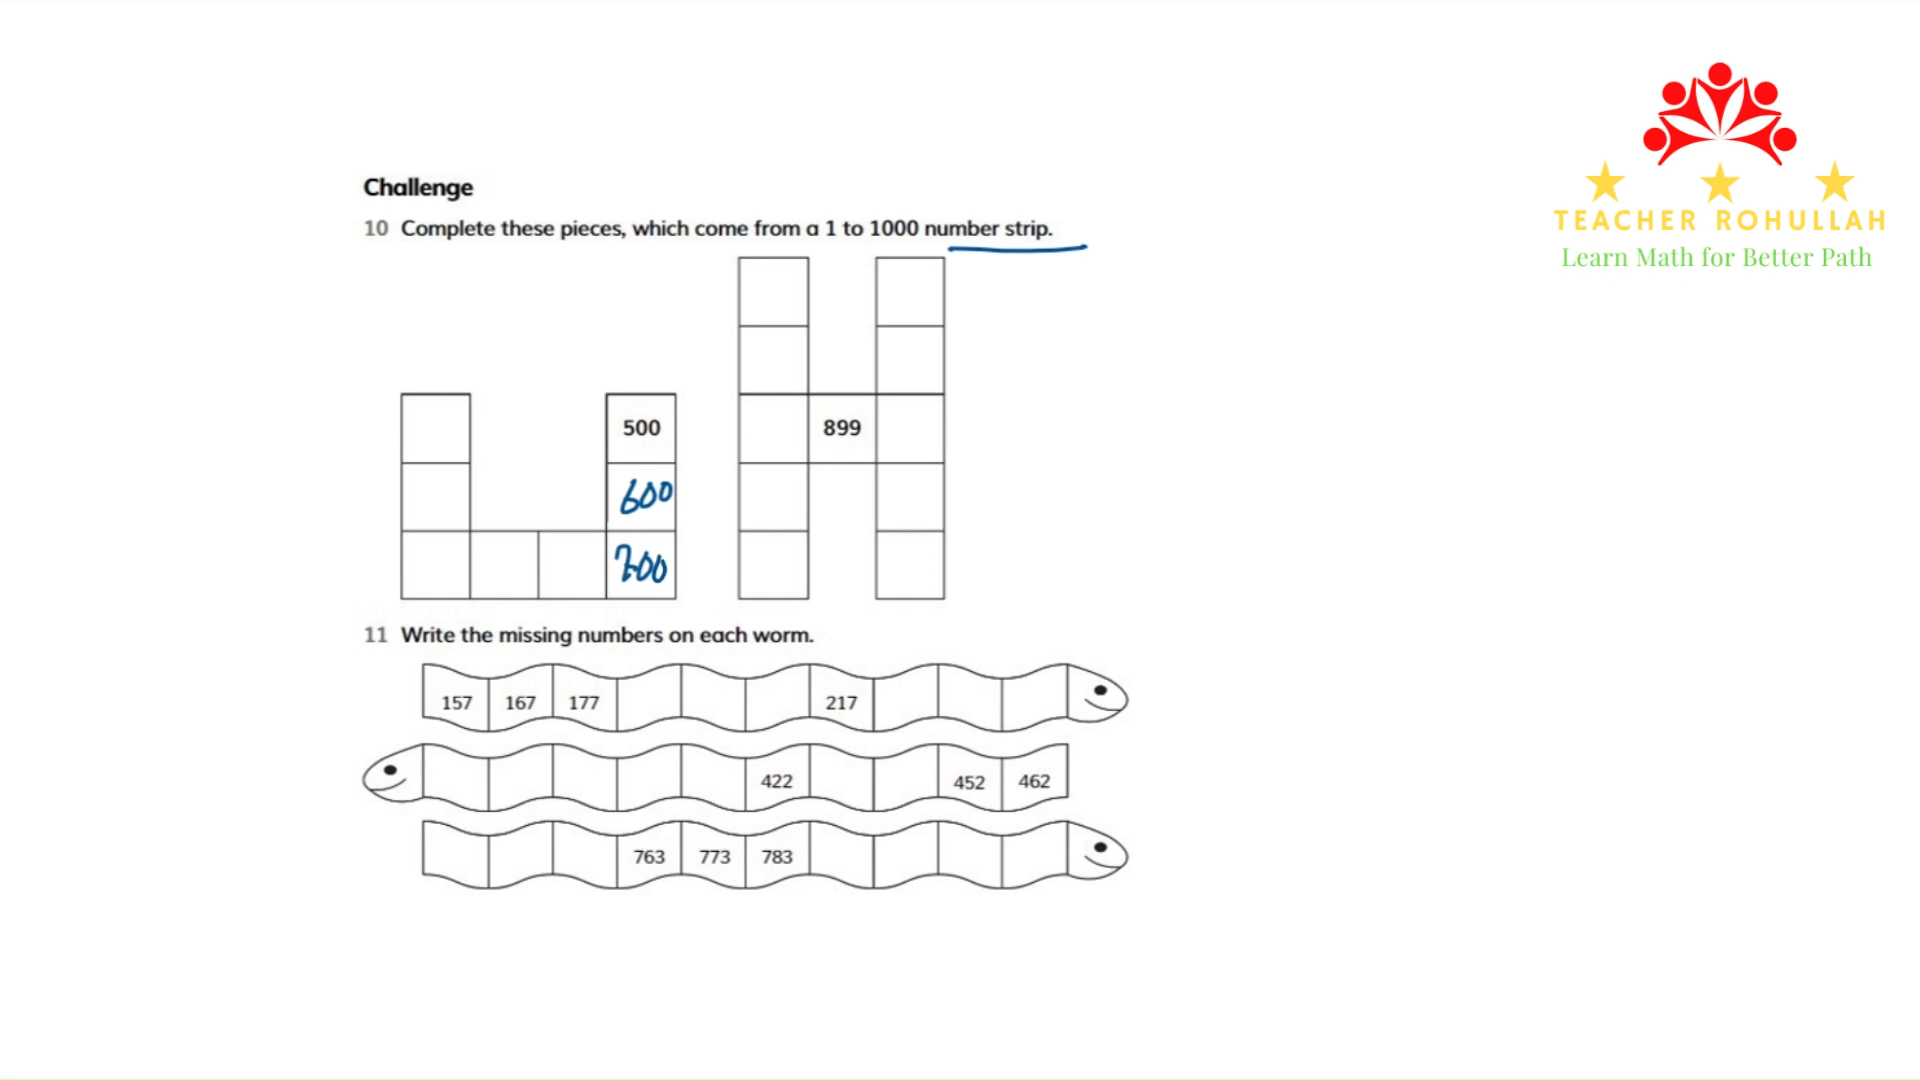 TEACHER ROHULLAH
Learn Math for Better Path
Challenge
10 Complete these pieces, which come from a 1 to 1000 number strip.
500
899
600
700
11 Write the missing numbers on each worm.
157 167 177 217
422 452 462
763 773 783